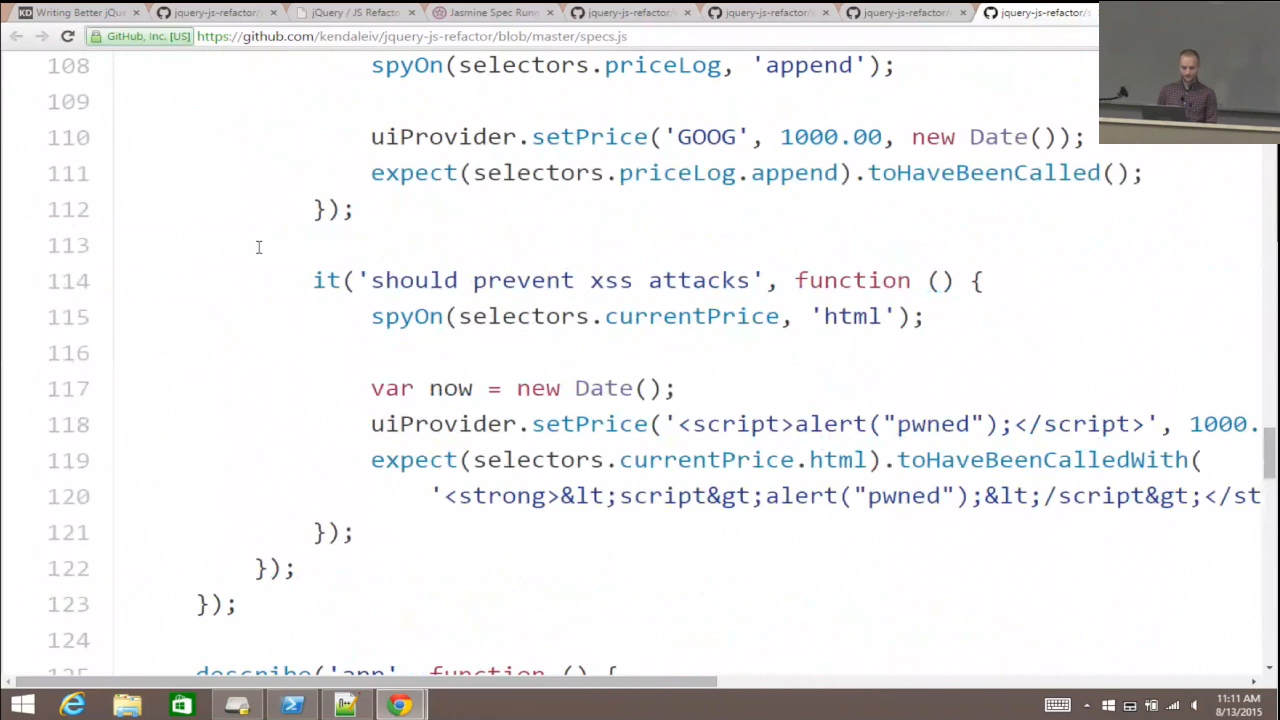 Writing Better jQue
jquery-js-refactor/
jQuery / JS Refacto
Jasmine Spec Runn
jquery-js-refactor/
jquery-js-refactor/
jquery-js-refactor/
jquery-js-refactor/s
GitHub, Inc. [US]
https://github.com/kendaleiv/jquery-js-refactor/blob/master/specs.js
108 spyOn(selectors.priceLog, 'append');
109
110 uiProvider.setPrice('GOOG', 1000.00, new Date());
111 expect(selectors.priceLog.append).toHaveBeenCalled();
112 });
113
114 it('should prevent xss attacks', function () {
115 spyOn(selectors.currentPrice, 'html');
116
117 var now = new Date();
118 uiProvider.setPrice('<script>alert("pwned");</script>', 1000.
119 expect(selectors.currentPrice.html).toHaveBeenCalledWith(
120 '<strong>&lt;script&gt;alert("pwned");&lt;/script&gt;</st
121 });
122 });
123 });
124
125 describe('app', function () {
11:11 AM
8/13/2015